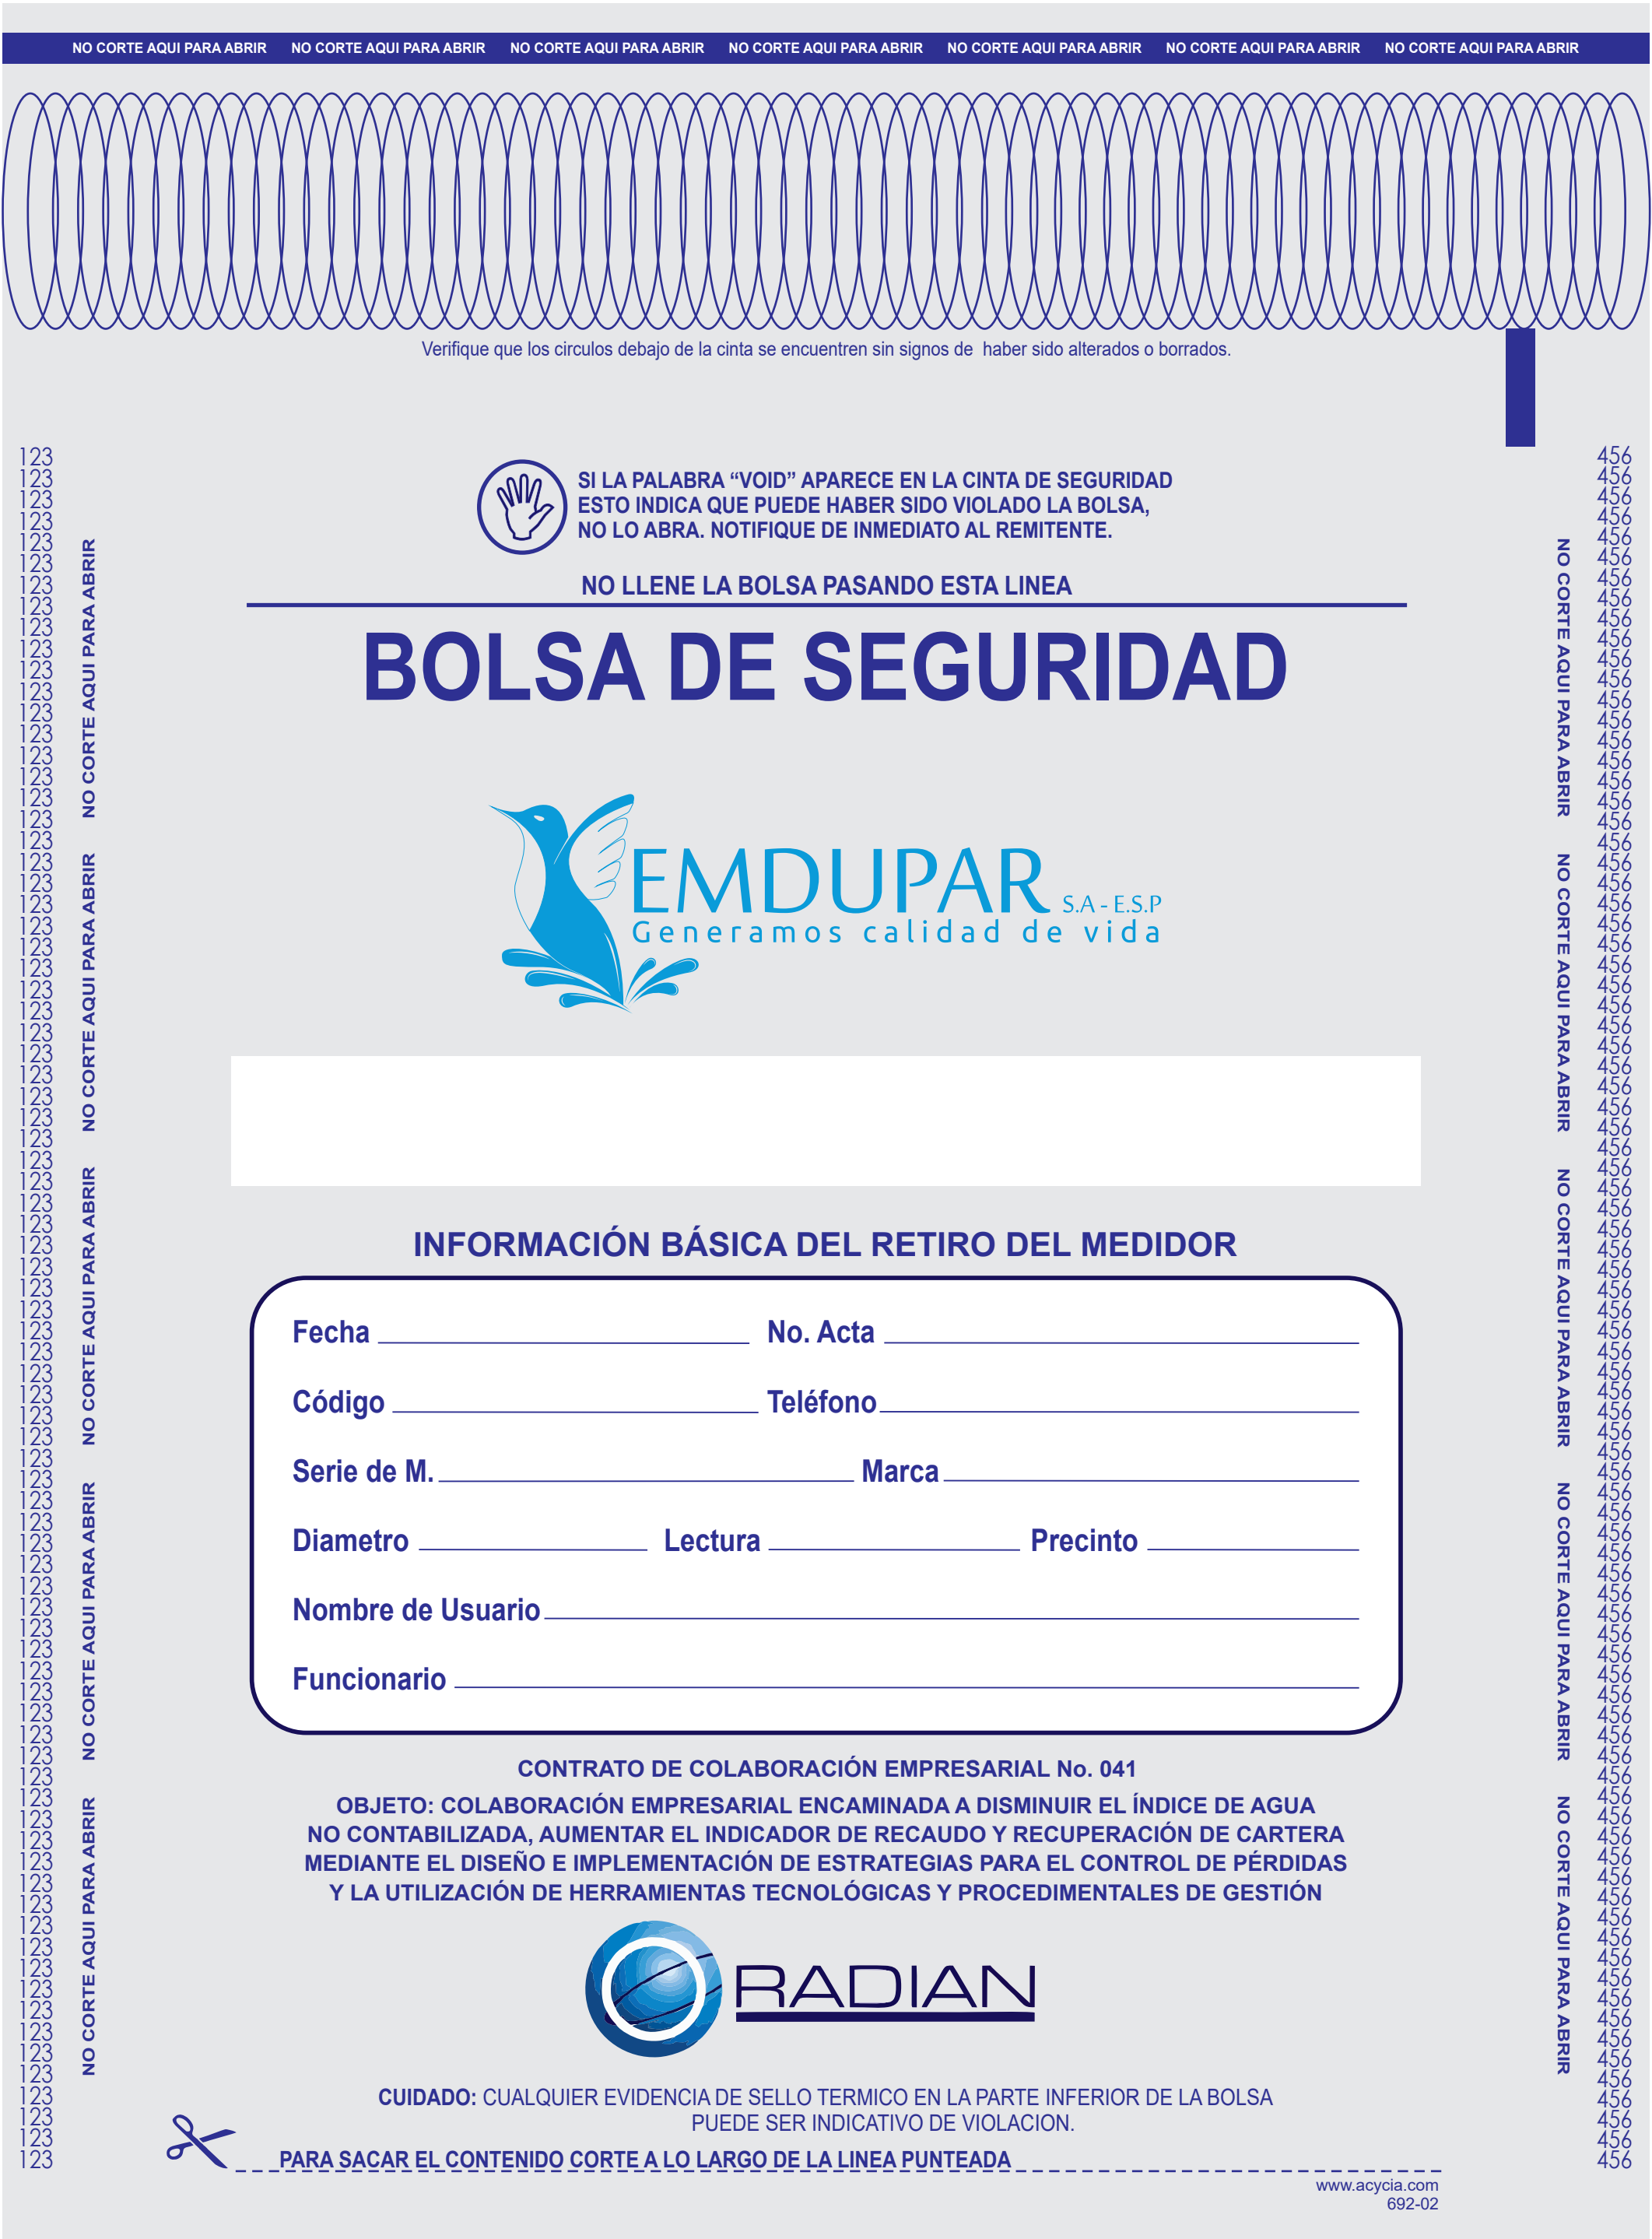 NO CORTE AQUI PARA ABRIR NO CORTE AQUI PARA ABRIR NO CORTE AQUI PARA ABRIR NO CORTE AQUI PARA ABRIR NO CORTE AQUI PARA ABRIR NO CORTE AQUI PARA ABRIR NO CORTE AQUI PARA ABRIR
Verifique que los circulos debajo de la cinta se encuentren sin signos de haber sido alterados o borrados.
SI LA PALABRA “VOID” APARECE EN LA CINTA DE SEGURIDAD
ESTO INDICA QUE PUEDE HABER SIDO VIOLADO LA BOLSA,
NO LO ABRA. NOTIFIQUE DE INMEDIATO AL REMITENTE.
NO LLENE LA BOLSA PASANDO ESTA LINEA
BOLSA DE SEGURIDAD
EMDUPAR S.A - E.S.P
Generamos calidad de vida
INFORMACIÓN BÁSICA DEL RETIRO DEL MEDIDOR
Fecha No. Acta
Código Teléfono
Serie de M. Marca
Diametro Lectura Precinto
Nombre de Usuario
Funcionario
CONTRATO DE COLABORACIÓN EMPRESARIAL No. 041
OBJETO: COLABORACIÓN EMPRESARIAL ENCAMINADA A DISMINUIR EL ÍNDICE DE AGUA
NO CONTABILIZADA, AUMENTAR EL INDICADOR DE RECAUDO Y RECUPERACIÓN DE CARTERA
MEDIANTE EL DISEÑO E IMPLEMENTACIÓN DE ESTRATEGIAS PARA EL CONTROL DE PÉRDIDAS
Y LA UTILIZACIÓN DE HERRAMIENTAS TECNOLÓGICAS Y PROCEDIMENTALES DE GESTIÓN
RADIAN
CUIDADO: CUALQUIER EVIDENCIA DE SELLO TERMICO EN LA PARTE INFERIOR DE LA BOLSA
PUEDE SER INDICATIVO DE VIOLACION.
PARA SACAR EL CONTENIDO CORTE A LO LARGO DE LA LINEA PUNTEADA
www.acycia.com
692-02
NO CORTE AQUI PARA ABRIR NO CORTE AQUI PARA ABRIR NO CORTE AQUI PARA ABRIR NO CORTE AQUI PARA ABRIR NO CORTE AQUI PARA ABRIR
NO CORTE AQUI PARA ABRIR NO CORTE AQUI PARA ABRIR NO CORTE AQUI PARA ABRIR NO CORTE AQUI PARA ABRIR NO CORTE AQUI PARA ABRIR
123
456